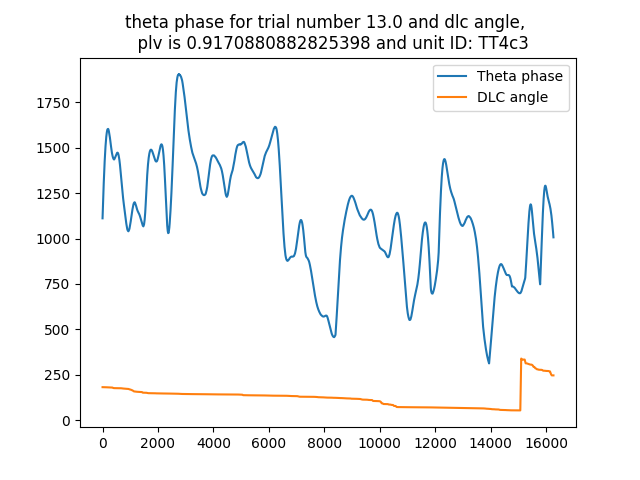 theta phase for trial number 13.0 and dlc angle,
plv is 0.9170880882825398 and unit ID: TT4c3
Theta phase
DLC angle
1750
1500
1250
1000
750
500
250
0
0 2000 4000 6000 8000 10000 12000 14000 16000